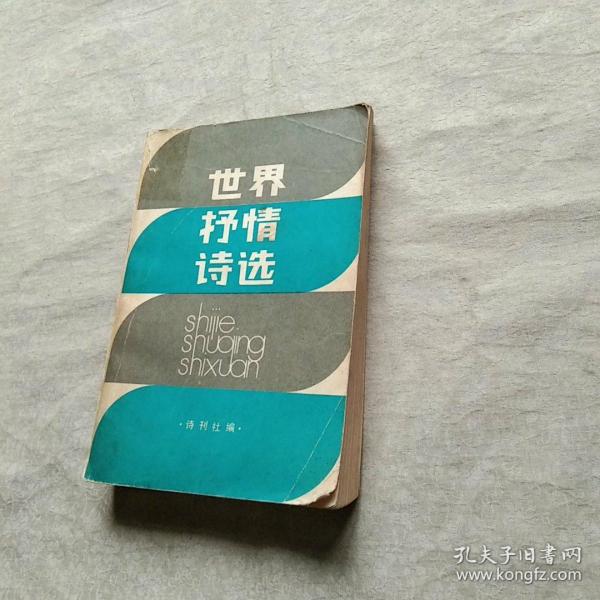 世界
抒情
诗选
shijie
shuqing
shixuan
·诗刊社编·
孔夫子旧书网
www.kongfz.com